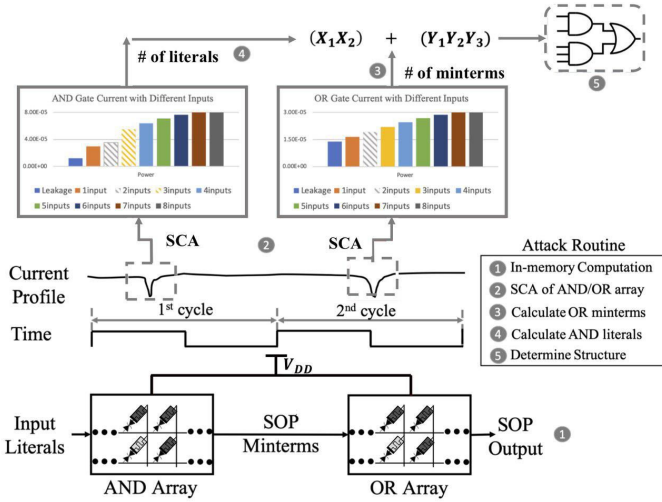 (X₁X₂) + (Y₁Y₂Y₃)
# of literals
4
3
# of minterms
5
AND Gate Current with Different Inputs
8.00E-05
4.00E-05
0.00E+00
Power
Leakage 1input 2inputs 3inputs 4inputs
5inputs 6inputs 7inputs 8inputs
OR Gate Current with Different Inputs
3.00E-05
1.50E-05
0.00E+00
Power
Leakage 1input 2inputs 3inputs 4inputs
5inputs 6inputs 7inputs 8inputs
SCA
2
SCA
Current
Profile
1st cycle
2nd cycle
Time
VDD
Attack Routine
1 In-memory Computation
2 SCA of AND/OR array
3 Calculate OR minterms
4 Calculate AND literals
5 Determine Structure
Input
Literals
SOP
Minterms
SOP
Output
1
AND Array
OR Array